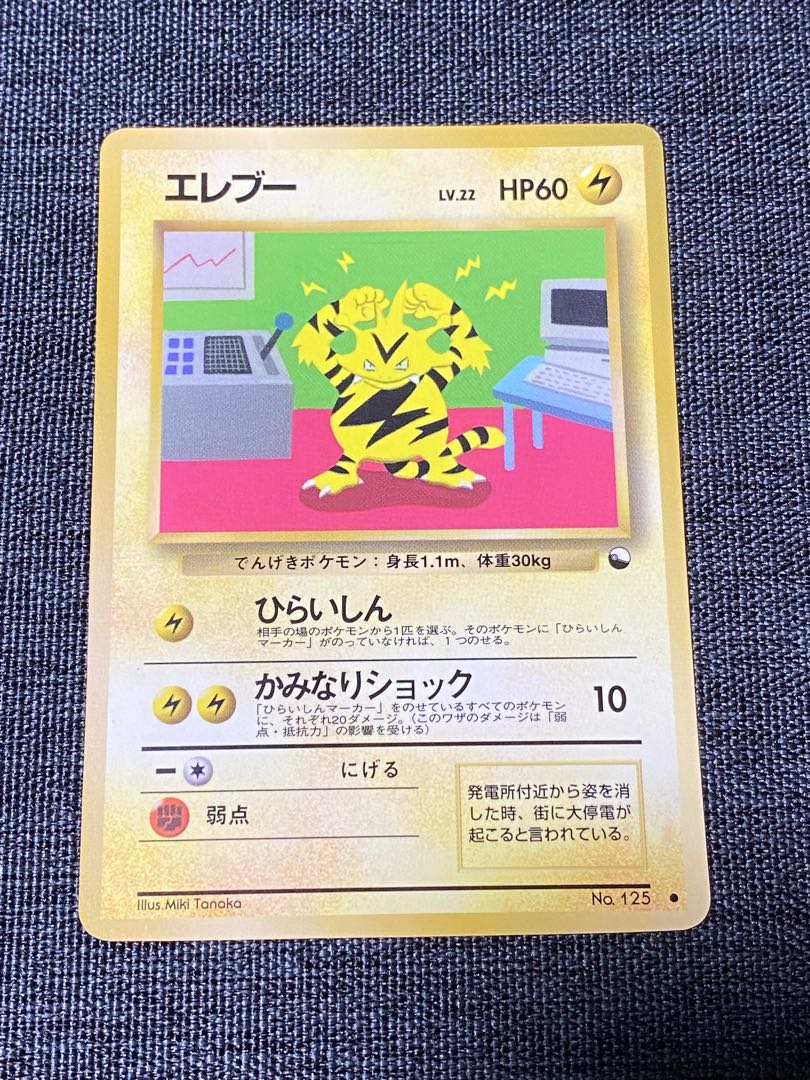 エレブー LV.22 HP60
でんげきポケモン：身長1.1m、体重30kg
ひらいしん
相手の場のポケモンから1匹を選ぶ。そのポケモンに「ひらいしん
マーカー」がのっていなければ、1つのせる。
かみなりショック 10
「ひらいしんマーカー」をのせているすべてのポケモン
に、それぞれ20ダメージ。（このワザのダメージは「弱
点・抵抗力」の影響を受ける）
にげる
弱点
発電所付近から姿を消
した時、街に大停電が
起こると言われている。
Illus.Miki Tanaka
No. 125